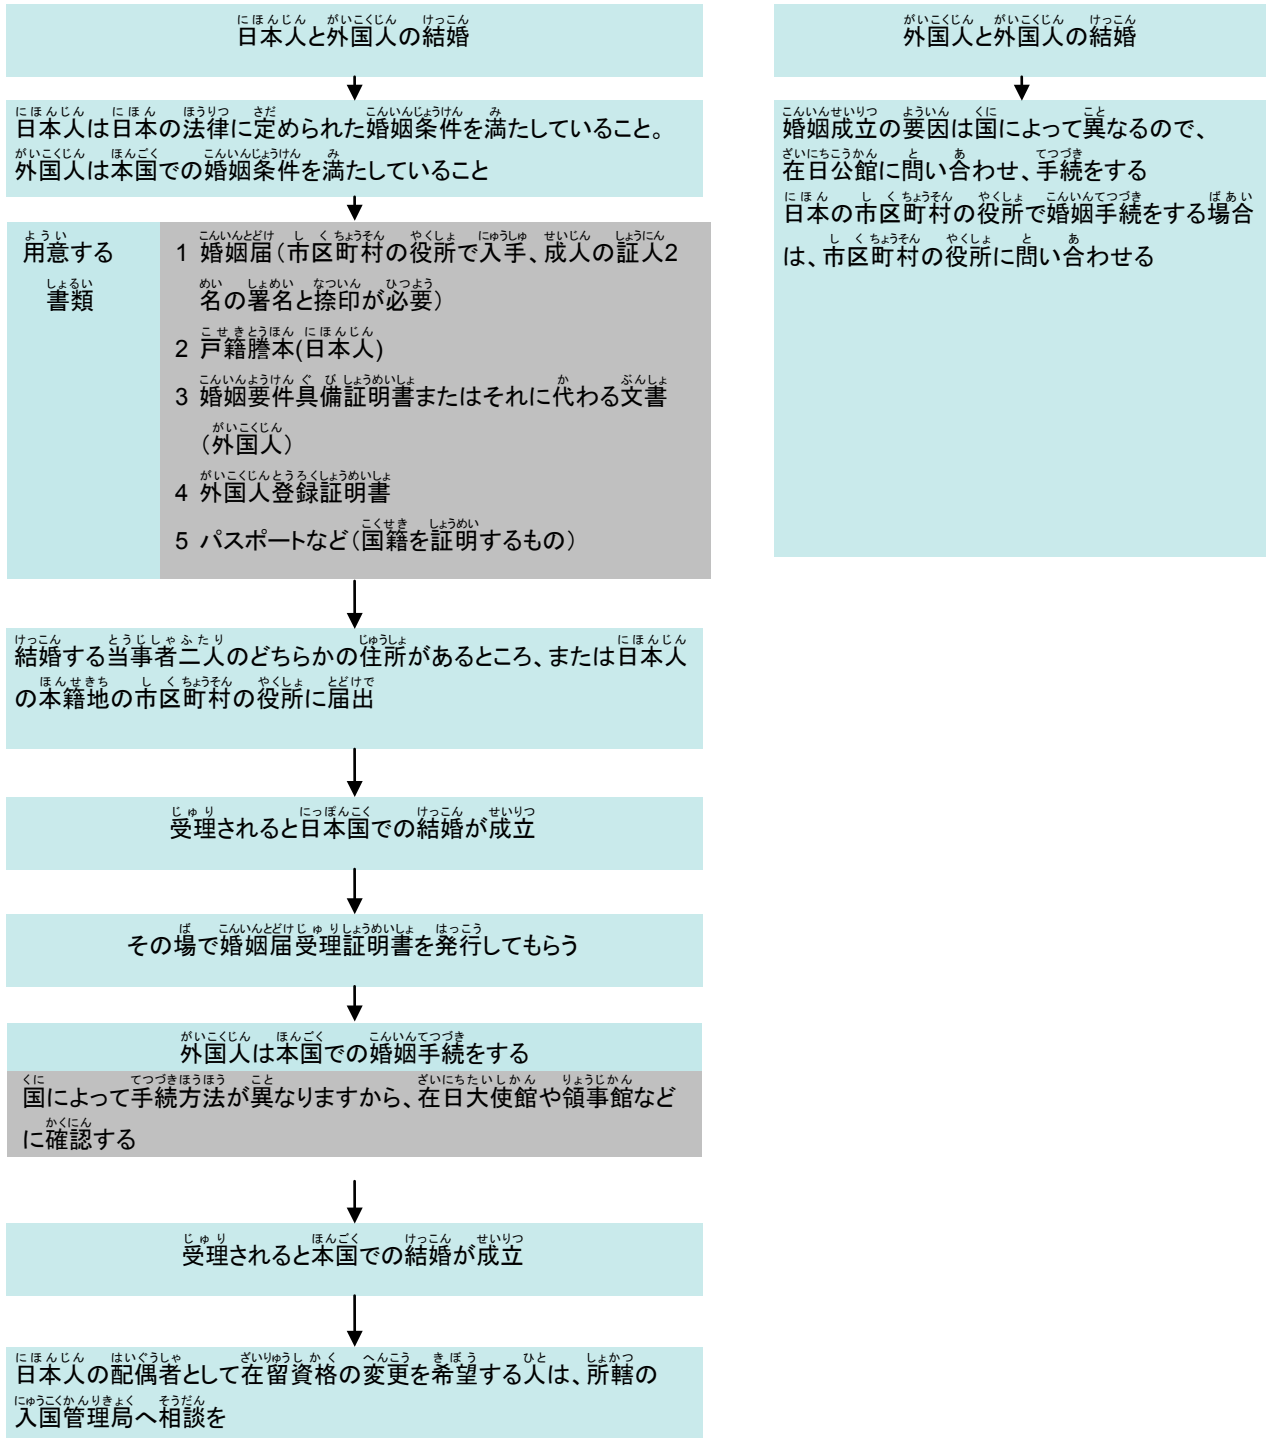 日本人と外国人の結婚
日本人は日本の法律に定められた婚姻条件を満たしていること。
外国人は本国での婚姻条件を満たしていること
用意する
書類
1 婚姻届（市区町村の役所で入手、成人の証人2
名の署名と捺印が必要）
2 戸籍謄本(日本人)
3 婚姻要件具備証明書またはそれに代わる文書
（外国人）
4 外国人登録証明書
5 パスポートなど（国籍を証明するもの）
結婚する当事者二人のどちらかの住所があるところ、または日本人
の本籍地の市区町村の役所に届出
受理されると日本国での結婚が成立
その場で婚姻届受理証明書を発行してもらう
外国人は本国での婚姻手続をする
国によって手続方法が異なりますから、在日大使館や領事館など
に確認する
受理されると本国での結婚が成立
日本人の配偶者として在留資格の変更を希望する人は、所轄の
入国管理局へ相談を
外国人と外国人の結婚
婚姻成立の要因は国によって異なるので、
在日公館に問い合わせ、手続をする
日本の市区町村の役所で婚姻手続をする場合
は、市区町村の役所に問い合わせる